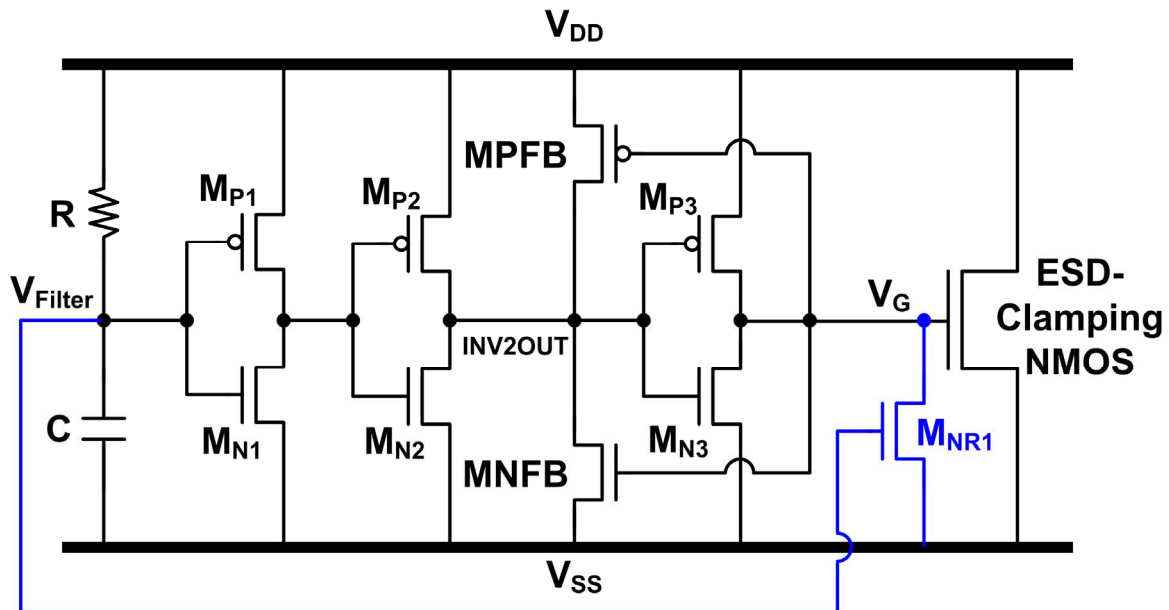 VDD
MPFB
MP1
MP2
MP3
R
VFilter
VG
ESD-
Clamping
NMOS
INV2OUT
C
MN1
MN2
MN3
MNR1
MNFB
VSS